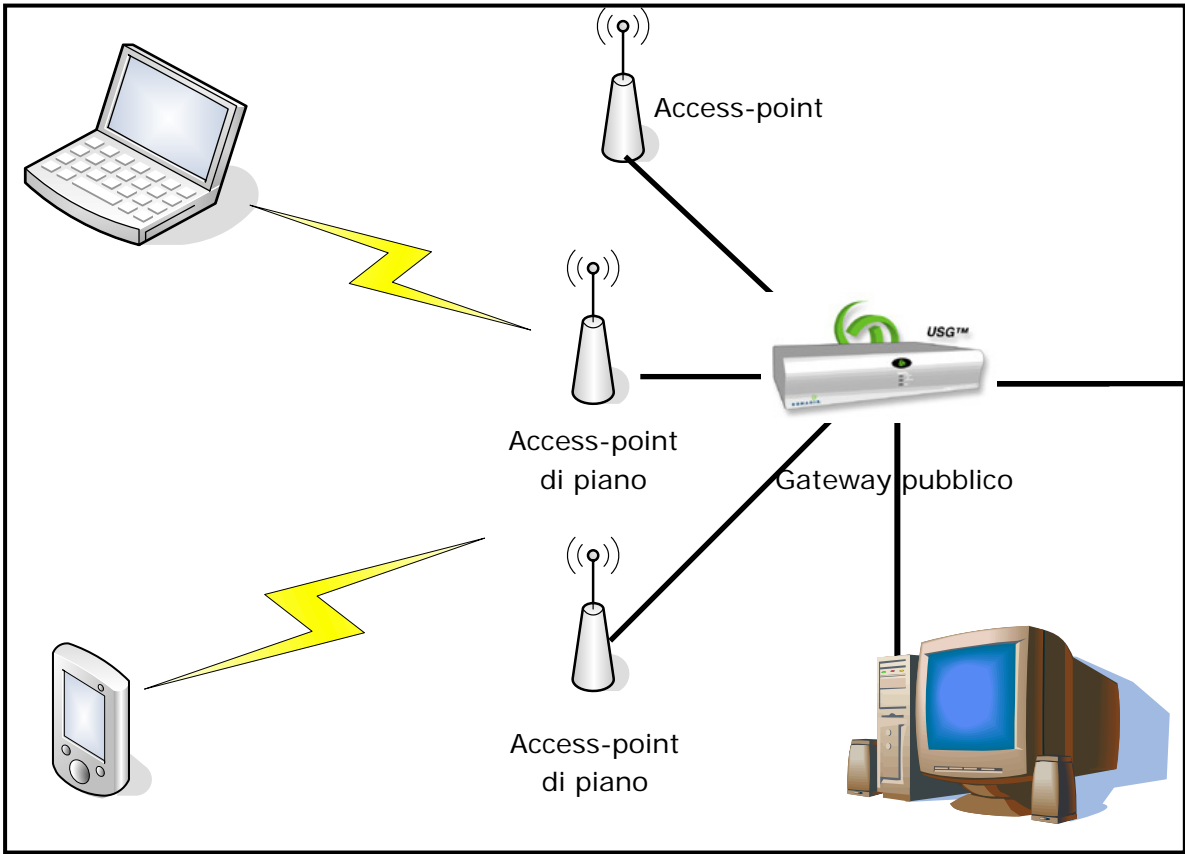 Access-point
USG™
Access-point
di piano
Gateway pubblico
Access-point
di piano